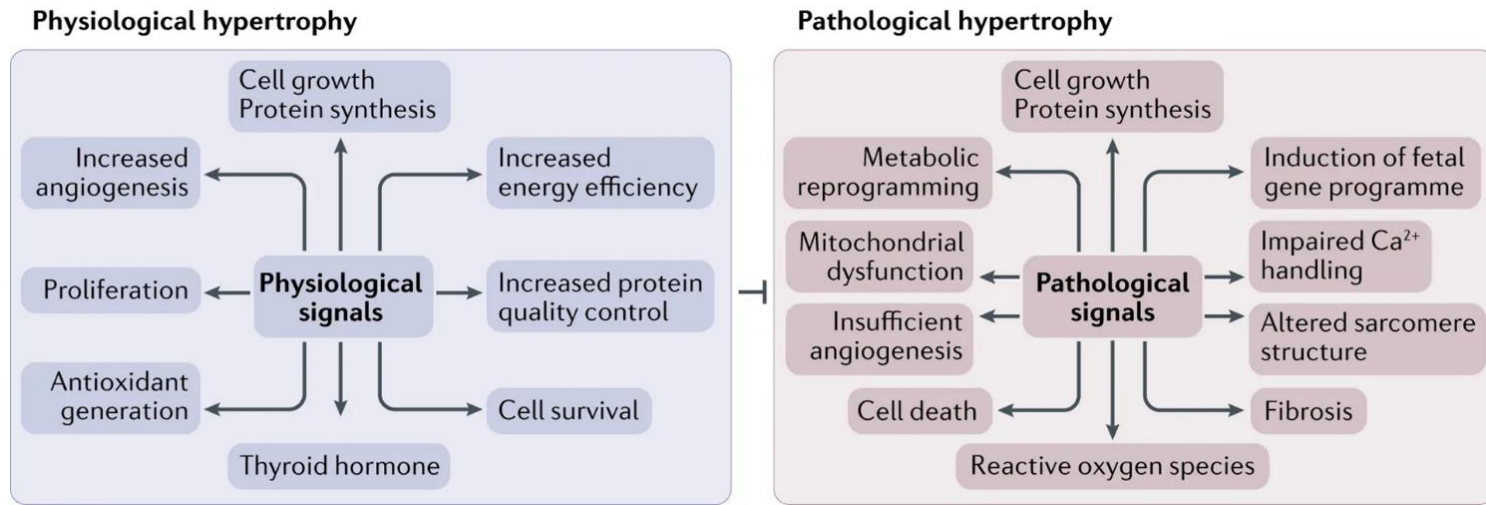 Physiological hypertrophy
Cell growth
Protein synthesis
Increased
angiogenesis
Increased
energy efficiency
Proliferation
Physiological
signals
Increased protein
quality control
Antioxidant
generation
Cell survival
Thyroid hormone
Pathological hypertrophy
Cell growth
Protein synthesis
Metabolic
reprogramming
Induction of fetal
gene programme
Mitochondrial
dysfunction
Impaired Ca²⁺
handling
Pathological
signals
Insufficient
angiogenesis
Altered sarcomere
structure
Cell death
Fibrosis
Reactive oxygen species